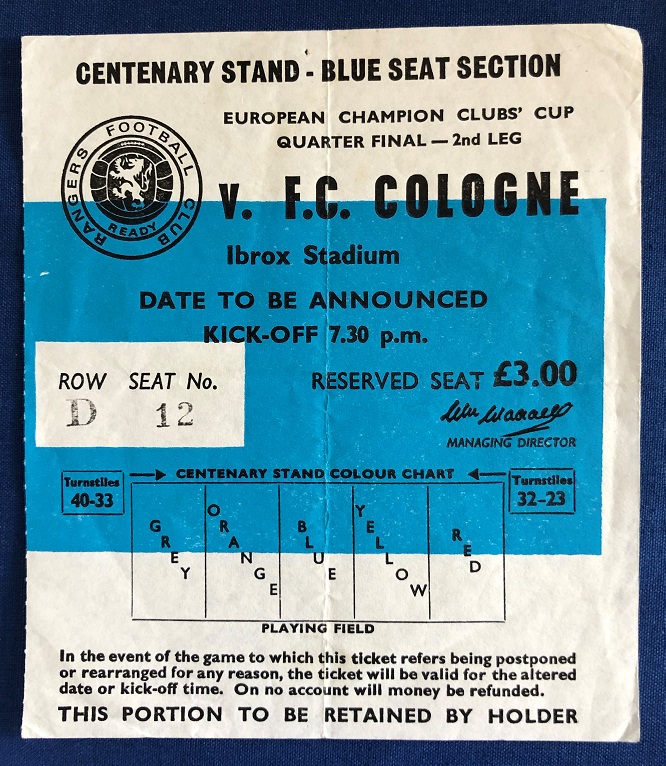 CENTENARY STAND - BLUE SEAT SECTION
EUROPEAN CHAMPION CLUBS' CUP
QUARTER FINAL — 2nd LEG
RANGERS FOOTBALL CLUB
READY
v. F.C. COLOGNE
Ibrox Stadium
DATE TO BE ANNOUNCED
KICK-OFF 7.30 p.m.
ROW SEAT No.
D 12
RESERVED SEAT £3.00
MANAGING DIRECTOR
CENTENARY STAND COLOUR CHART
Turnstiles
40-33
Turnstiles
32-23
GREY
ORANGE
BLUE
YELLOW
RED
PLAYING FIELD
In the event of the game to which this ticket refers being postponed
or rearranged for any reason, the ticket will be valid for the altered
date or kick-off time. On no account will money be refunded.
THIS PORTION TO BE RETAINED BY HOLDER